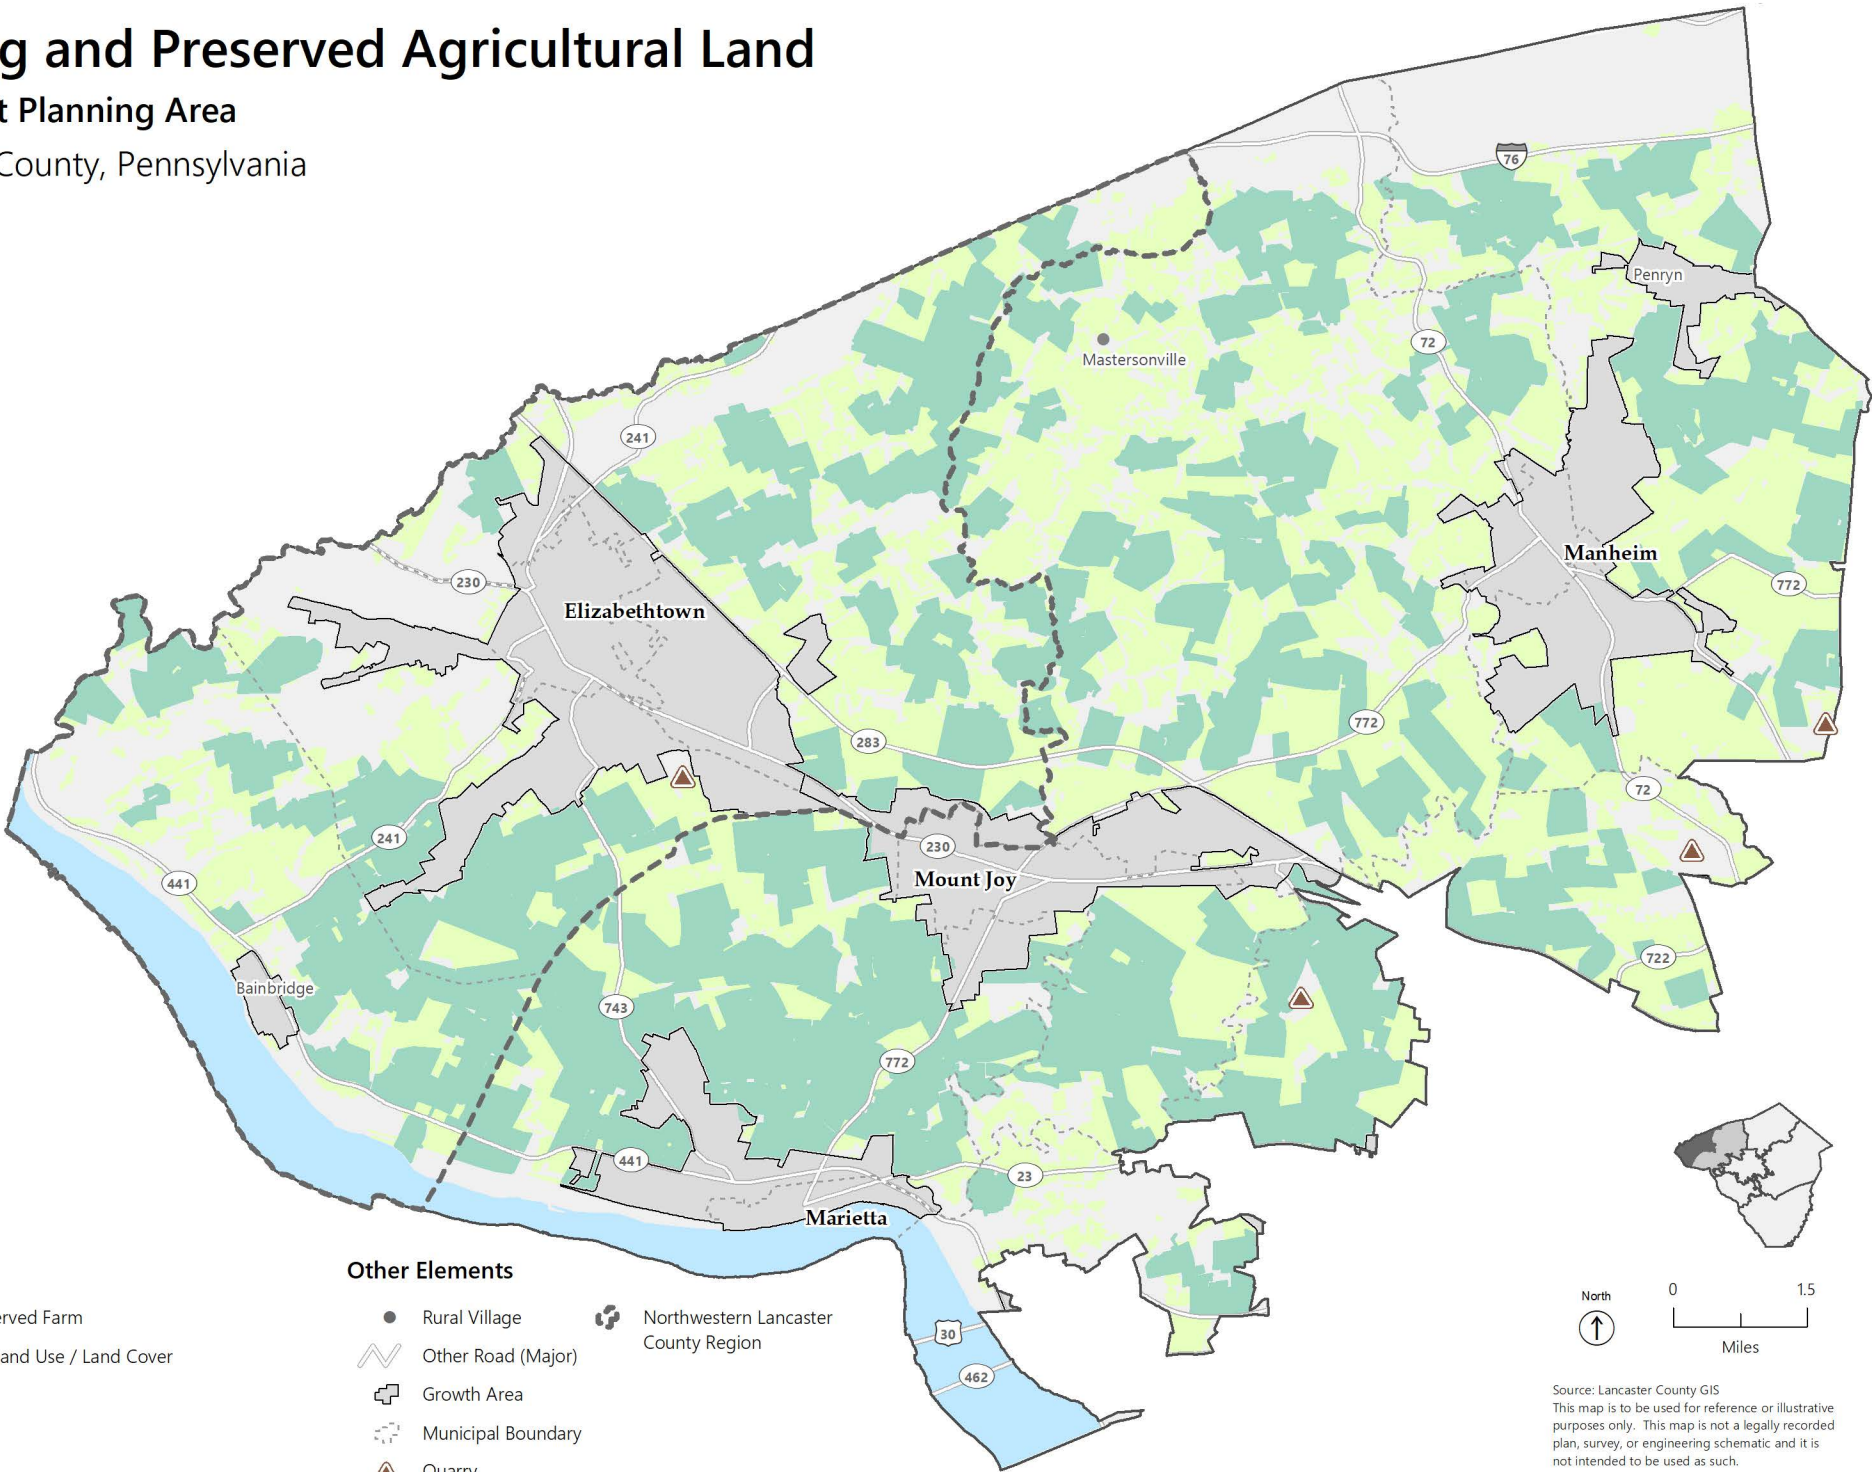 g and Preserved Agricultural Land
t Planning Area
County, Pennsylvania
76
Penryn
72
Mastersonville
241
Manheim
230
772
Elizabethtown
772
283
72
241
230
441
Mount Joy
722
Bainbridge
743
772
441
23
Marietta
30
462
Other Elements
erved Farm
Rural Village
Northwestern Lancaster
County Region
and Use / Land Cover
Other Road (Major)
Growth Area
Municipal Boundary
Quarry
North
0 1.5
Miles
Source: Lancaster County GIS
This map is to be used for reference or illustrative
purposes only. This map is not a legally recorded
plan, survey, or engineering schematic and it is
not intended to be used as such.